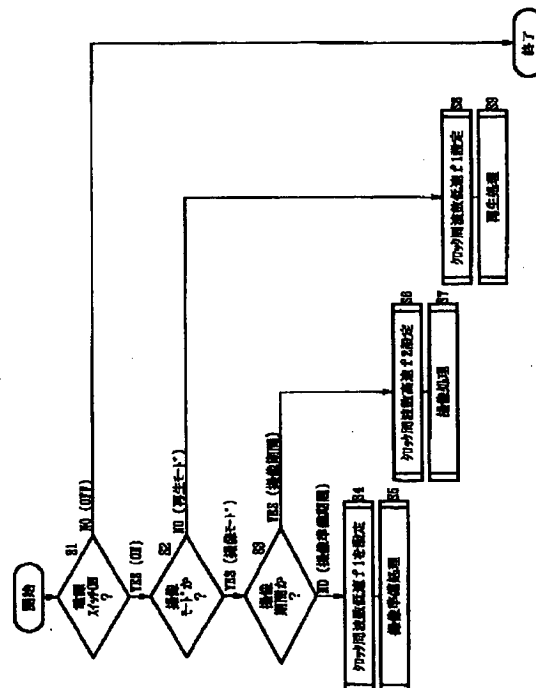 開始
S1
電源
スイッチON
?
NO (OFF)
YES (ON)
S2
撮像
モードか
?
NO (再生モード)
YES (撮像モード)
S3
撮像
期間か
?
YES (撮像期間)
NO (撮像準備期間)
S4
クロック周波数低速f1を設定
S5
撮像準備処理
S6
クロック周波数高速f2設定
S7
撮像処理
S8
クロック周波数低速f1設定
S9
再生処理
終了